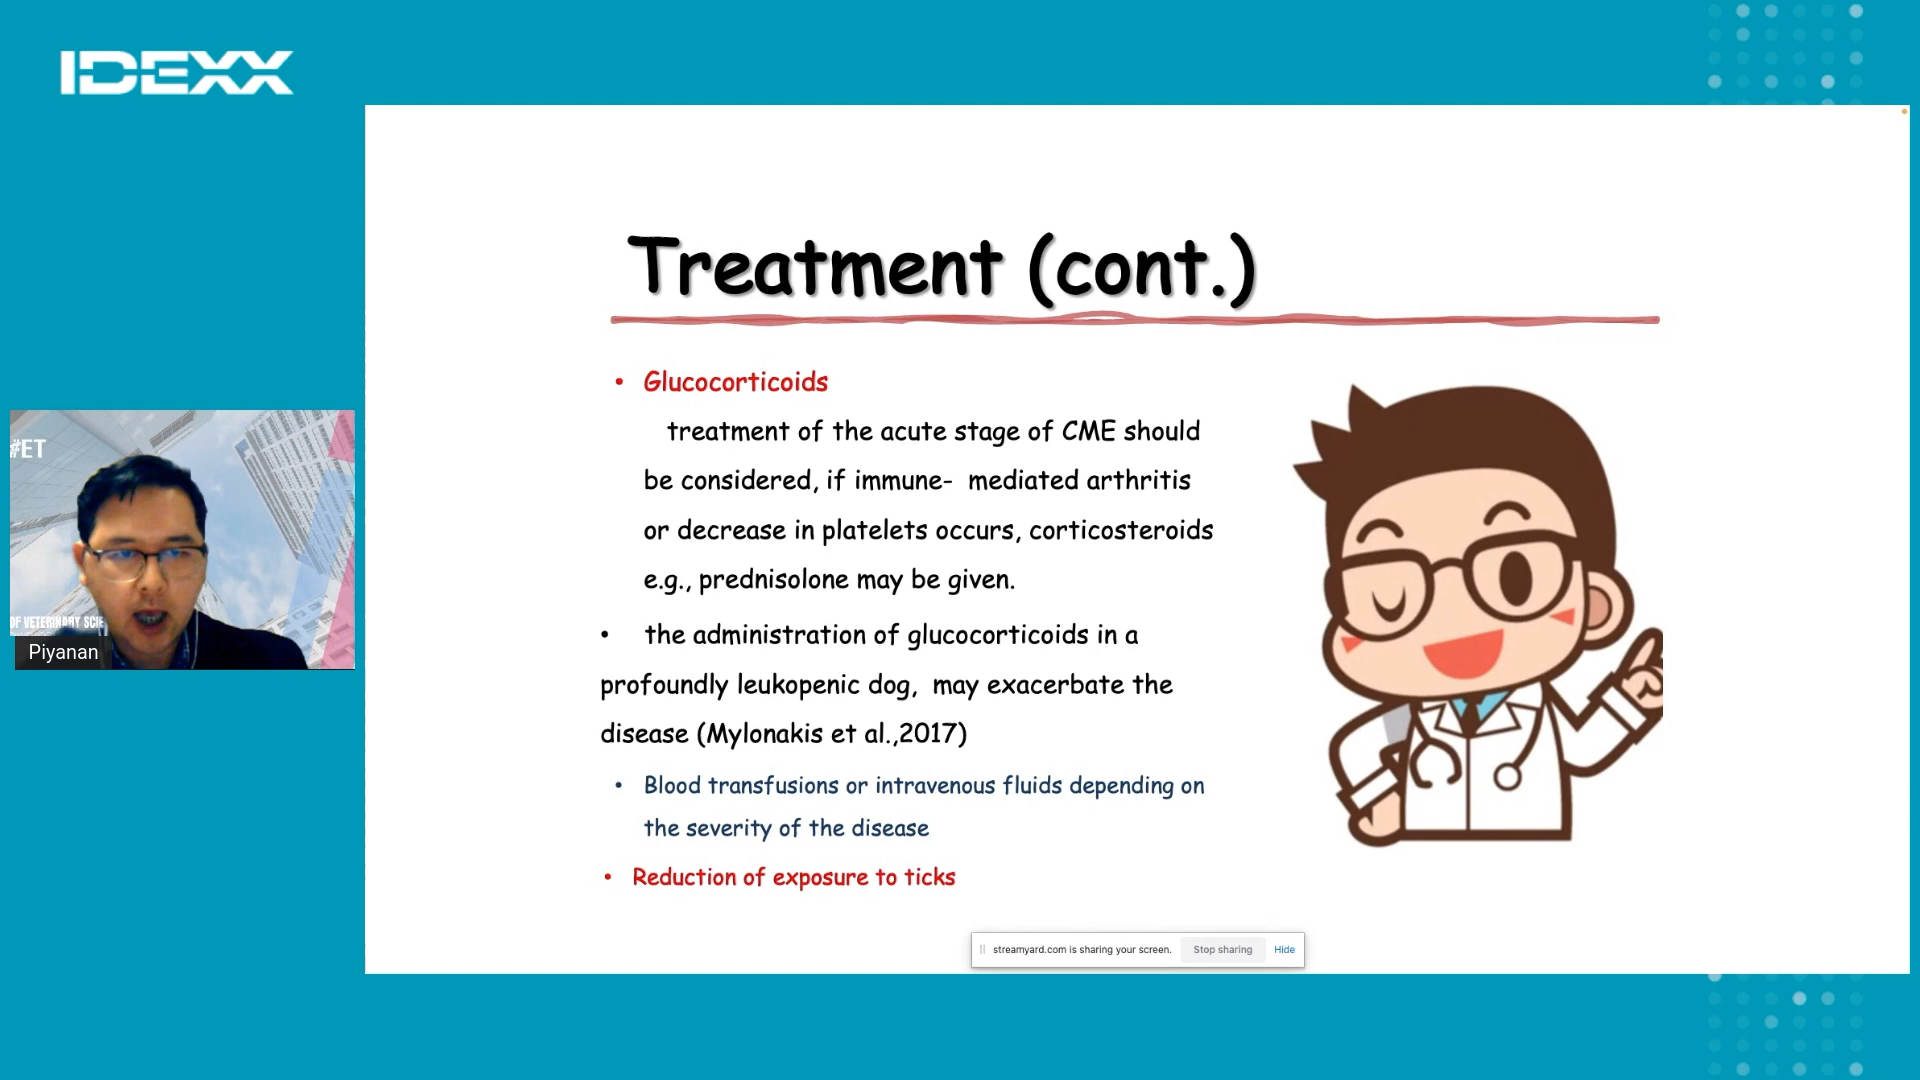 IDEXX
Treatment (cont.)
• Glucocorticoids
treatment of the acute stage of CME should
be considered, if immune- mediated arthritis
or decrease in platelets occurs, corticosteroids
e.g., prednisolone may be given.
• the administration of glucocorticoids in a
profoundly leukopenic dog, may exacerbate the
disease (Mylonakis et al.,2017)
• Blood transfusions or intravenous fluids depending on
the severity of the disease
• Reduction of exposure to ticks
#ET
OF VETERINARY SCIE
Piyanan
streamyard.com is sharing your screen. Stop sharing Hide